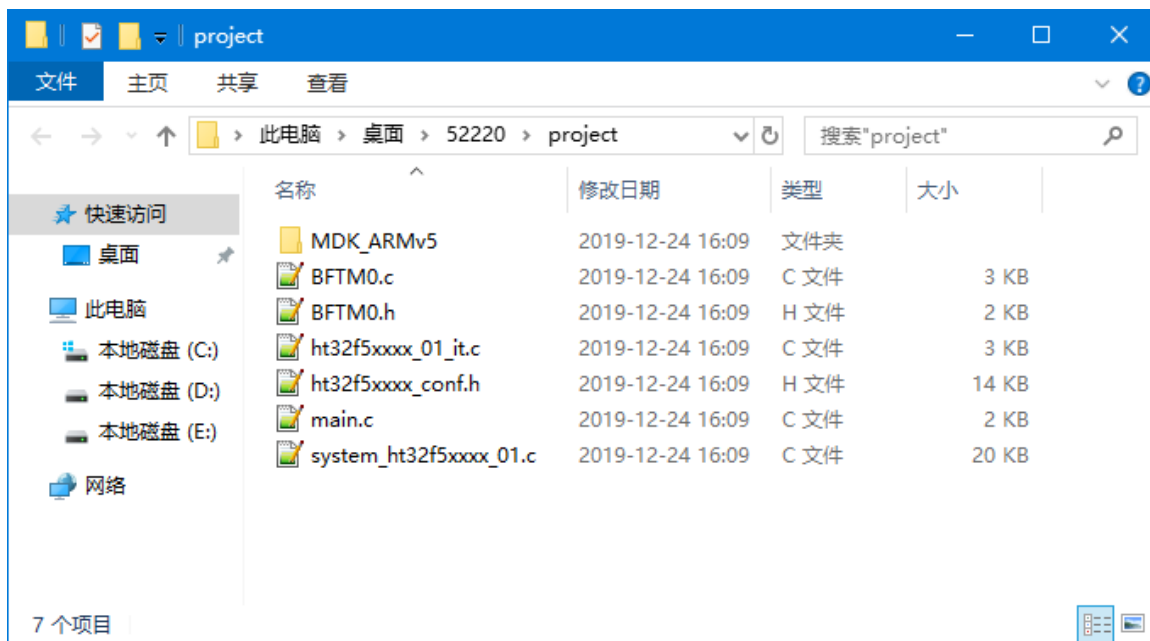 project
文件 主页 共享 查看
此电脑 › 桌面 › 52220 › project 搜索"project"
名称 修改日期 类型 大小
快速访问
桌面
此电脑
本地磁盘 (C:)
本地磁盘 (D:)
本地磁盘 (E:)
网络
MDK_ARMv5 2019-12-24 16:09 文件夹
BFTM0.c 2019-12-24 16:09 C 文件 3 KB
BFTM0.h 2019-12-24 16:09 H 文件 2 KB
ht32f5xxxx_01_it.c 2019-12-24 16:09 C 文件 3 KB
ht32f5xxxx_conf.h 2019-12-24 16:09 H 文件 14 KB
main.c 2019-12-24 16:09 C 文件 2 KB
system_ht32f5xxxx_01.c 2019-12-24 16:09 C 文件 20 KB
7 个项目